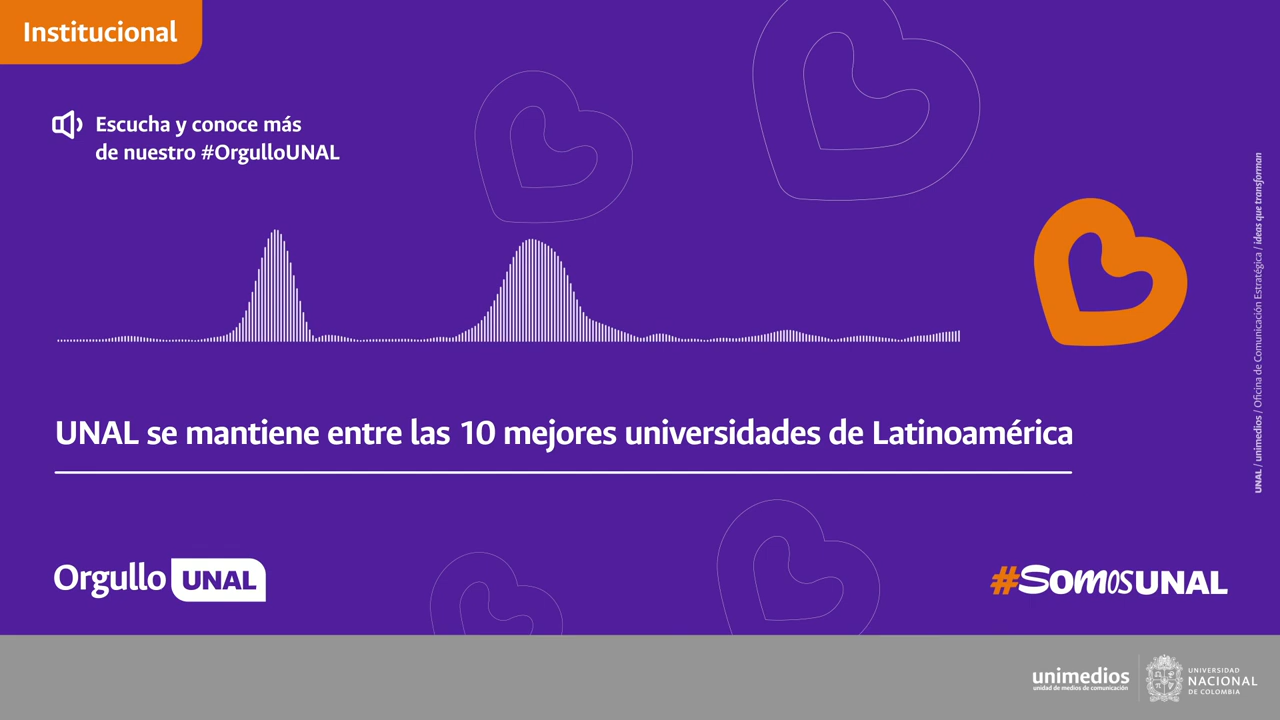 Institucional
Escucha y conoce más
de nuestro #OrgulloUNAL
UNAL / unimedios / Oficina de Comunicación Estratégica / ideas que transforman
UNAL se mantiene entre las 10 mejores universidades de Latinoamérica
Orgullo UNAL
#SomosUNAL
unimedios
unidad de medios de comunicación
UNIVERSIDAD
NACIONAL
DE COLOMBIA